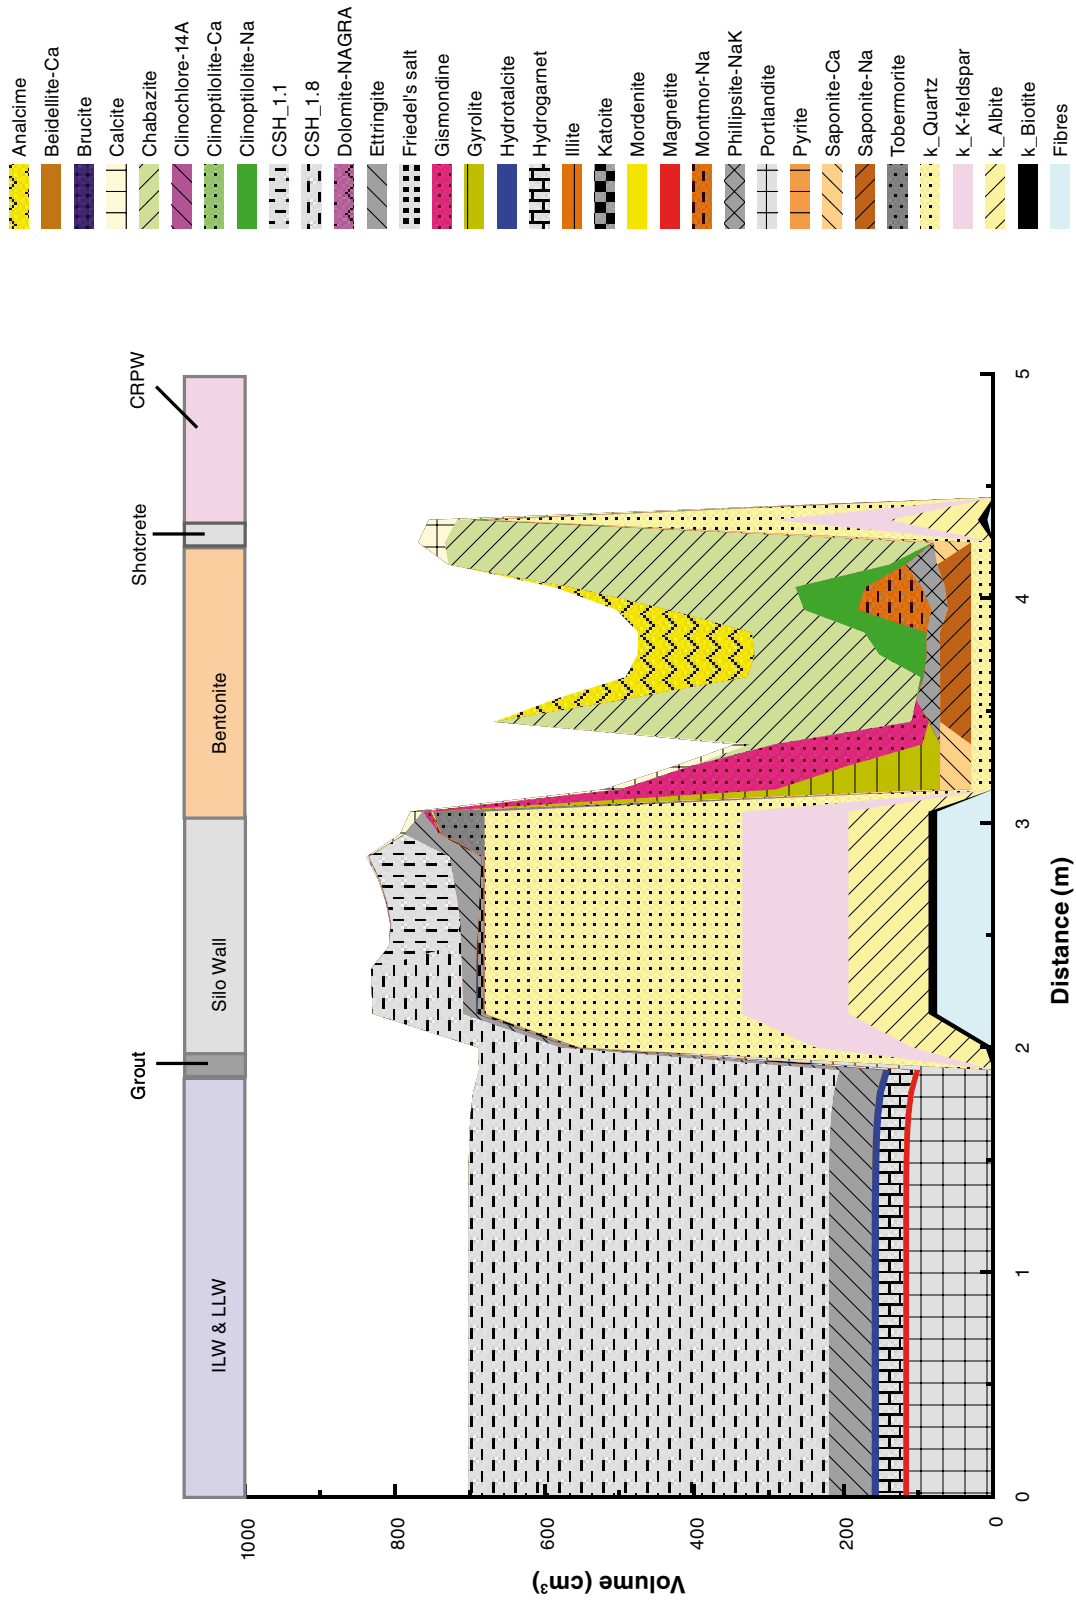 CRPW
Shotcrete
Grout
Bentonite
Silo Wall
ILW & LLW
1000
800
600
400
200
0
Volume (cm³)
0
1
2
3
4
5
Distance (m)
Analcime
Beidellite-Ca
Brucite
Calcite
Chabazite
Clinochlore-14A
Clinoptilolite-Ca
Clinoptilolite-Na
CSH_1.1
CSH_1.8
Dolomite-NAGRA
Ettringite
Friedel's salt
Gismondine
Gyrolite
Hydrotalcite
Hydrogarnet
Illite
Katoite
Mordenite
Magnetite
Montmor-Na
Phillipsite-NaK
Portlandite
Pyrite
Saponite-Ca
Saponite-Na
Tobermorite
k_Quartz
k_K-feldspar
k_Albite
k_Biotite
Fibres